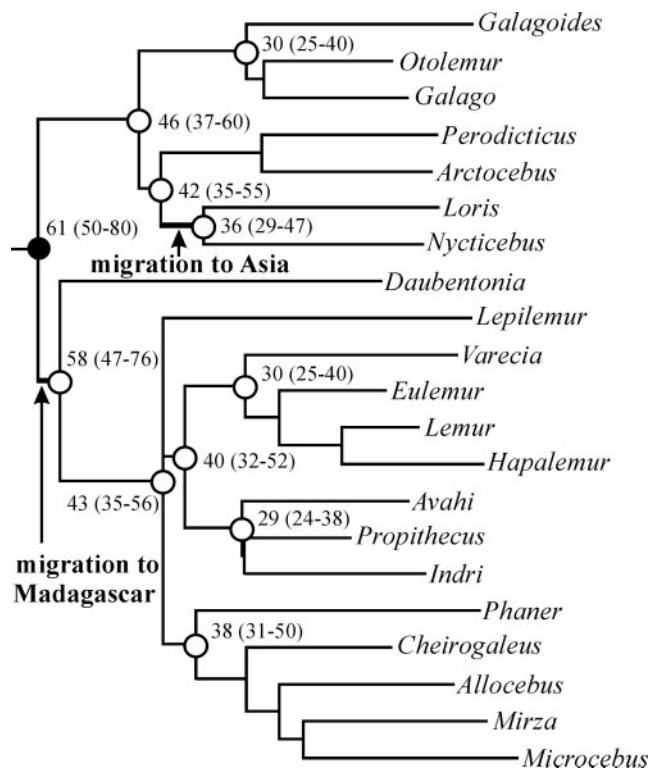 Galagoides
30 (25-40)
Otolemur
Galago
46 (37-60)
Perodicticus
Arctocebus
42 (35-55)
Loris
36 (29-47)
61 (50-80)
Nycticebus
migration to Asia
Daubentonia
Lepilemur
58 (47-76)
Varecia
30 (25-40)
Eulemur
Lemur
40 (32-52)
Hapalemur
43 (35-56)
Avahi
29 (24-38)
Propithecus
migration to
Madagascar
Indri
Phaner
38 (31-50)
Cheirogaleus
Allocebus
Mirza
Microcebus